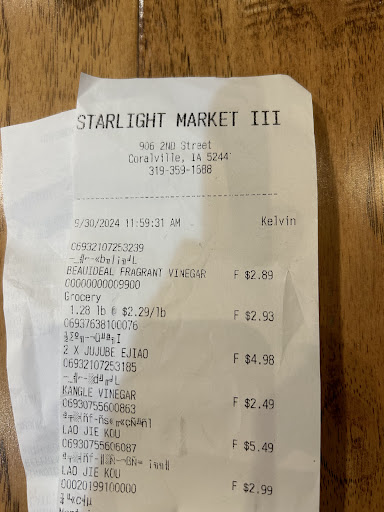 STARLIGHT MARKET III
906 2ND Street
Coralville, IA 5224
319-359-1688
9/30/2024 11:59:31 AM Kelvin
06932107253239
BEAUIDEAL FRAGRANT VINEGAR F $2.89
00000000009900
Grocery
1.28 lb @ $2.29/lb F $2.93
06937638100076
2 X JUJUBE EJIAO F $4.98
06932107253185
KANGLE VINEGAR F $2.49
06930755600863
LAO JIE KOU F $5.49
06930755606087
LAO JIE KOU F $2.99
00020199100000